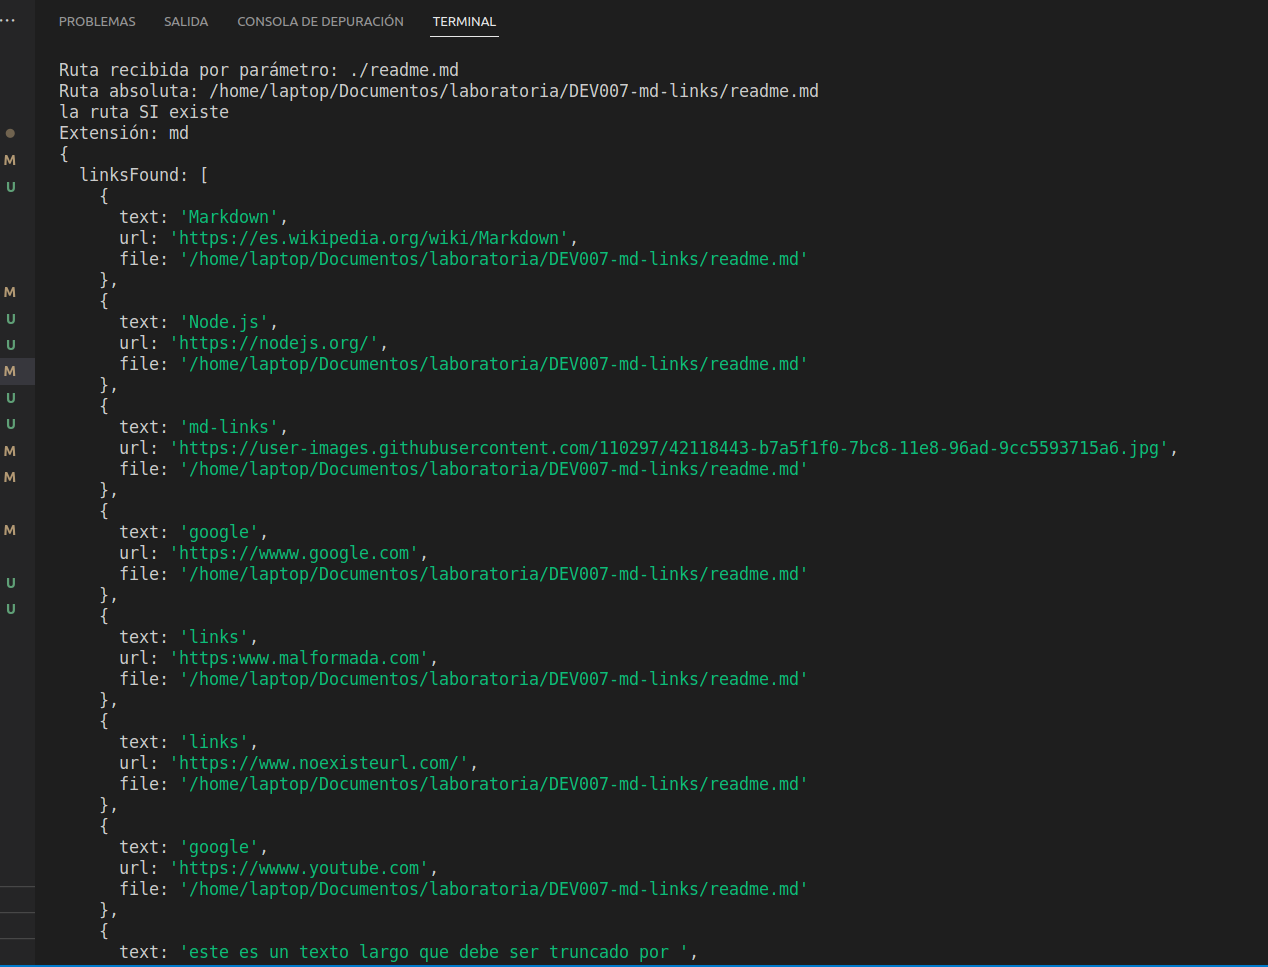 PROBLEMAS SALIDA CONSOLA DE DEPURACIÓN TERMINAL
Ruta recibida por parámetro: ./readme.md
Ruta absoluta: /home/laptop/Documentos/laboratoria/DEV007-md-links/readme.md
la ruta SI existe
Extensión: md
{
linksFound: [
{
text: 'Markdown',
url: 'https://es.wikipedia.org/wiki/Markdown',
file: '/home/laptop/Documentos/laboratoria/DEV007-md-links/readme.md'
},
{
text: 'Node.js',
url: 'https://nodejs.org/',
file: '/home/laptop/Documentos/laboratoria/DEV007-md-links/readme.md'
},
{
text: 'md-links',
url: 'https://user-images.githubusercontent.com/110297/42118443-b7a5f1f0-7bc8-11e8-96ad-9cc5593715a6.jpg',
file: '/home/laptop/Documentos/laboratoria/DEV007-md-links/readme.md'
},
{
text: 'google',
url: 'https://wwww.google.com',
file: '/home/laptop/Documentos/laboratoria/DEV007-md-links/readme.md'
},
{
text: 'links',
url: 'https:www.malformada.com',
file: '/home/laptop/Documentos/laboratoria/DEV007-md-links/readme.md'
},
{
text: 'links',
url: 'https://www.noexisteurl.com/',
file: '/home/laptop/Documentos/laboratoria/DEV007-md-links/readme.md'
},
{
text: 'google',
url: 'https://wwww.youtube.com',
file: '/home/laptop/Documentos/laboratoria/DEV007-md-links/readme.md'
},
{
text: 'este es un texto largo que debe ser truncado por ',
M
U
M
U
U
M
U
U
M
M
M
U
U